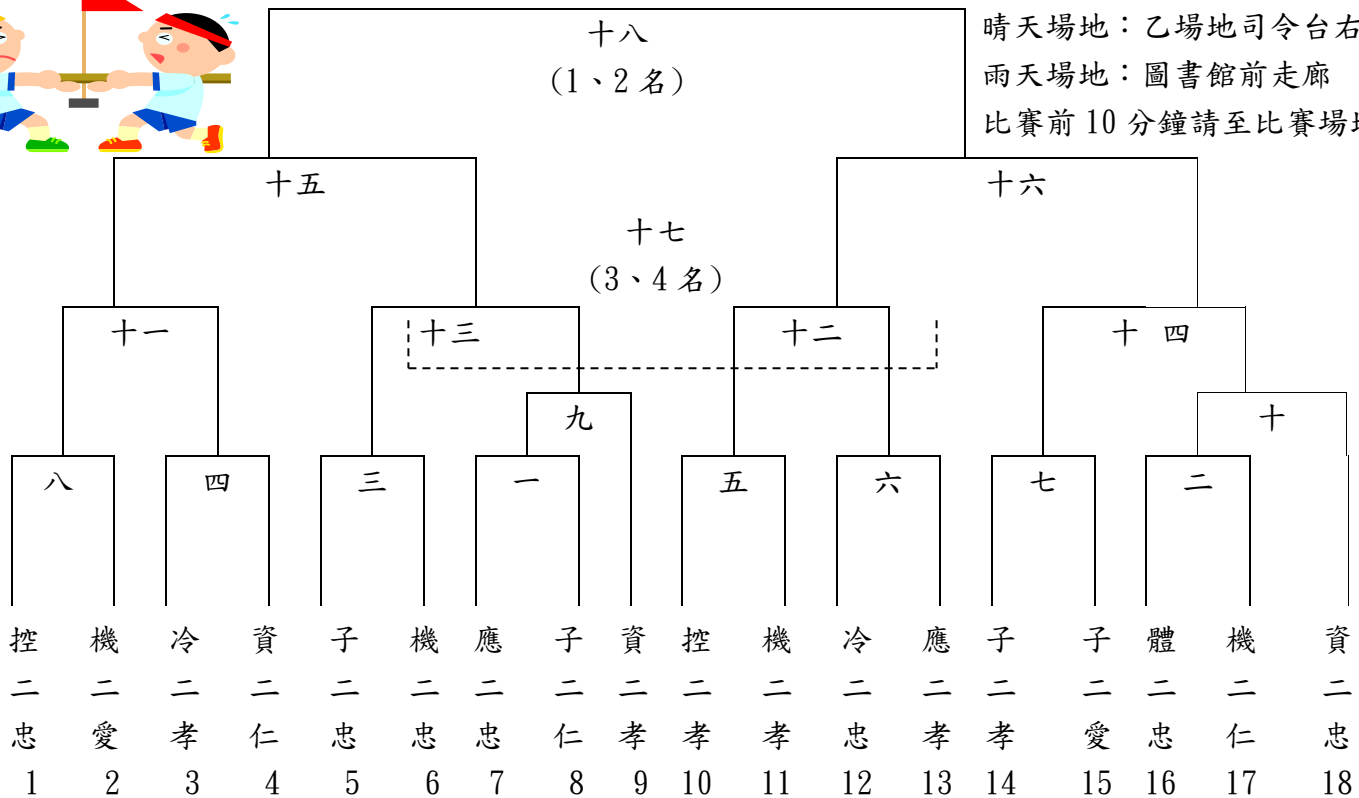 十八
(1、2 名)
晴天場地：乙場地司令台右
雨天場地：圖書館前走廊
比賽前 10 分鐘請至比賽場
十五
十六
十七
(3、4 名)
十一
十三
十二
十 四
九
十
八 四 三 一 五 六 七 二
控 機 冷 資 子 機 應 子 資 控 機 冷 應 子 子 體 機 資
二 二 二 二 二 二 二 二 二 二 二 二 二 二 二 二 二 二
忠 愛 孝 仁 忠 忠 忠 仁 孝 孝 孝 忠 孝 孝 愛 忠 仁 忠
1 2 3 4 5 6 7 8 9 10 11 12 13 14 15 16 17 18